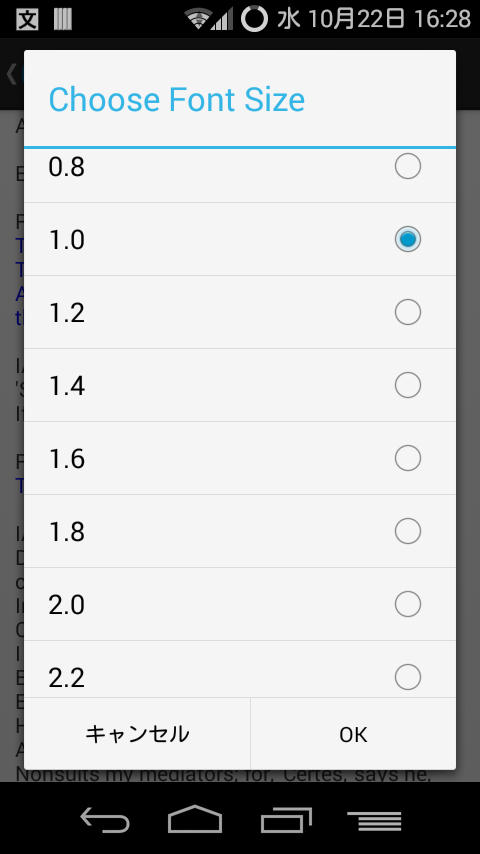 文 水 10月22日 16:28
Choose Font Size
0.8
1.0
1.2
1.4
1.6
1.8
2.0
2.2
キャンセル OK
Nonsuits my mediators; for, 'Certes,' says he,